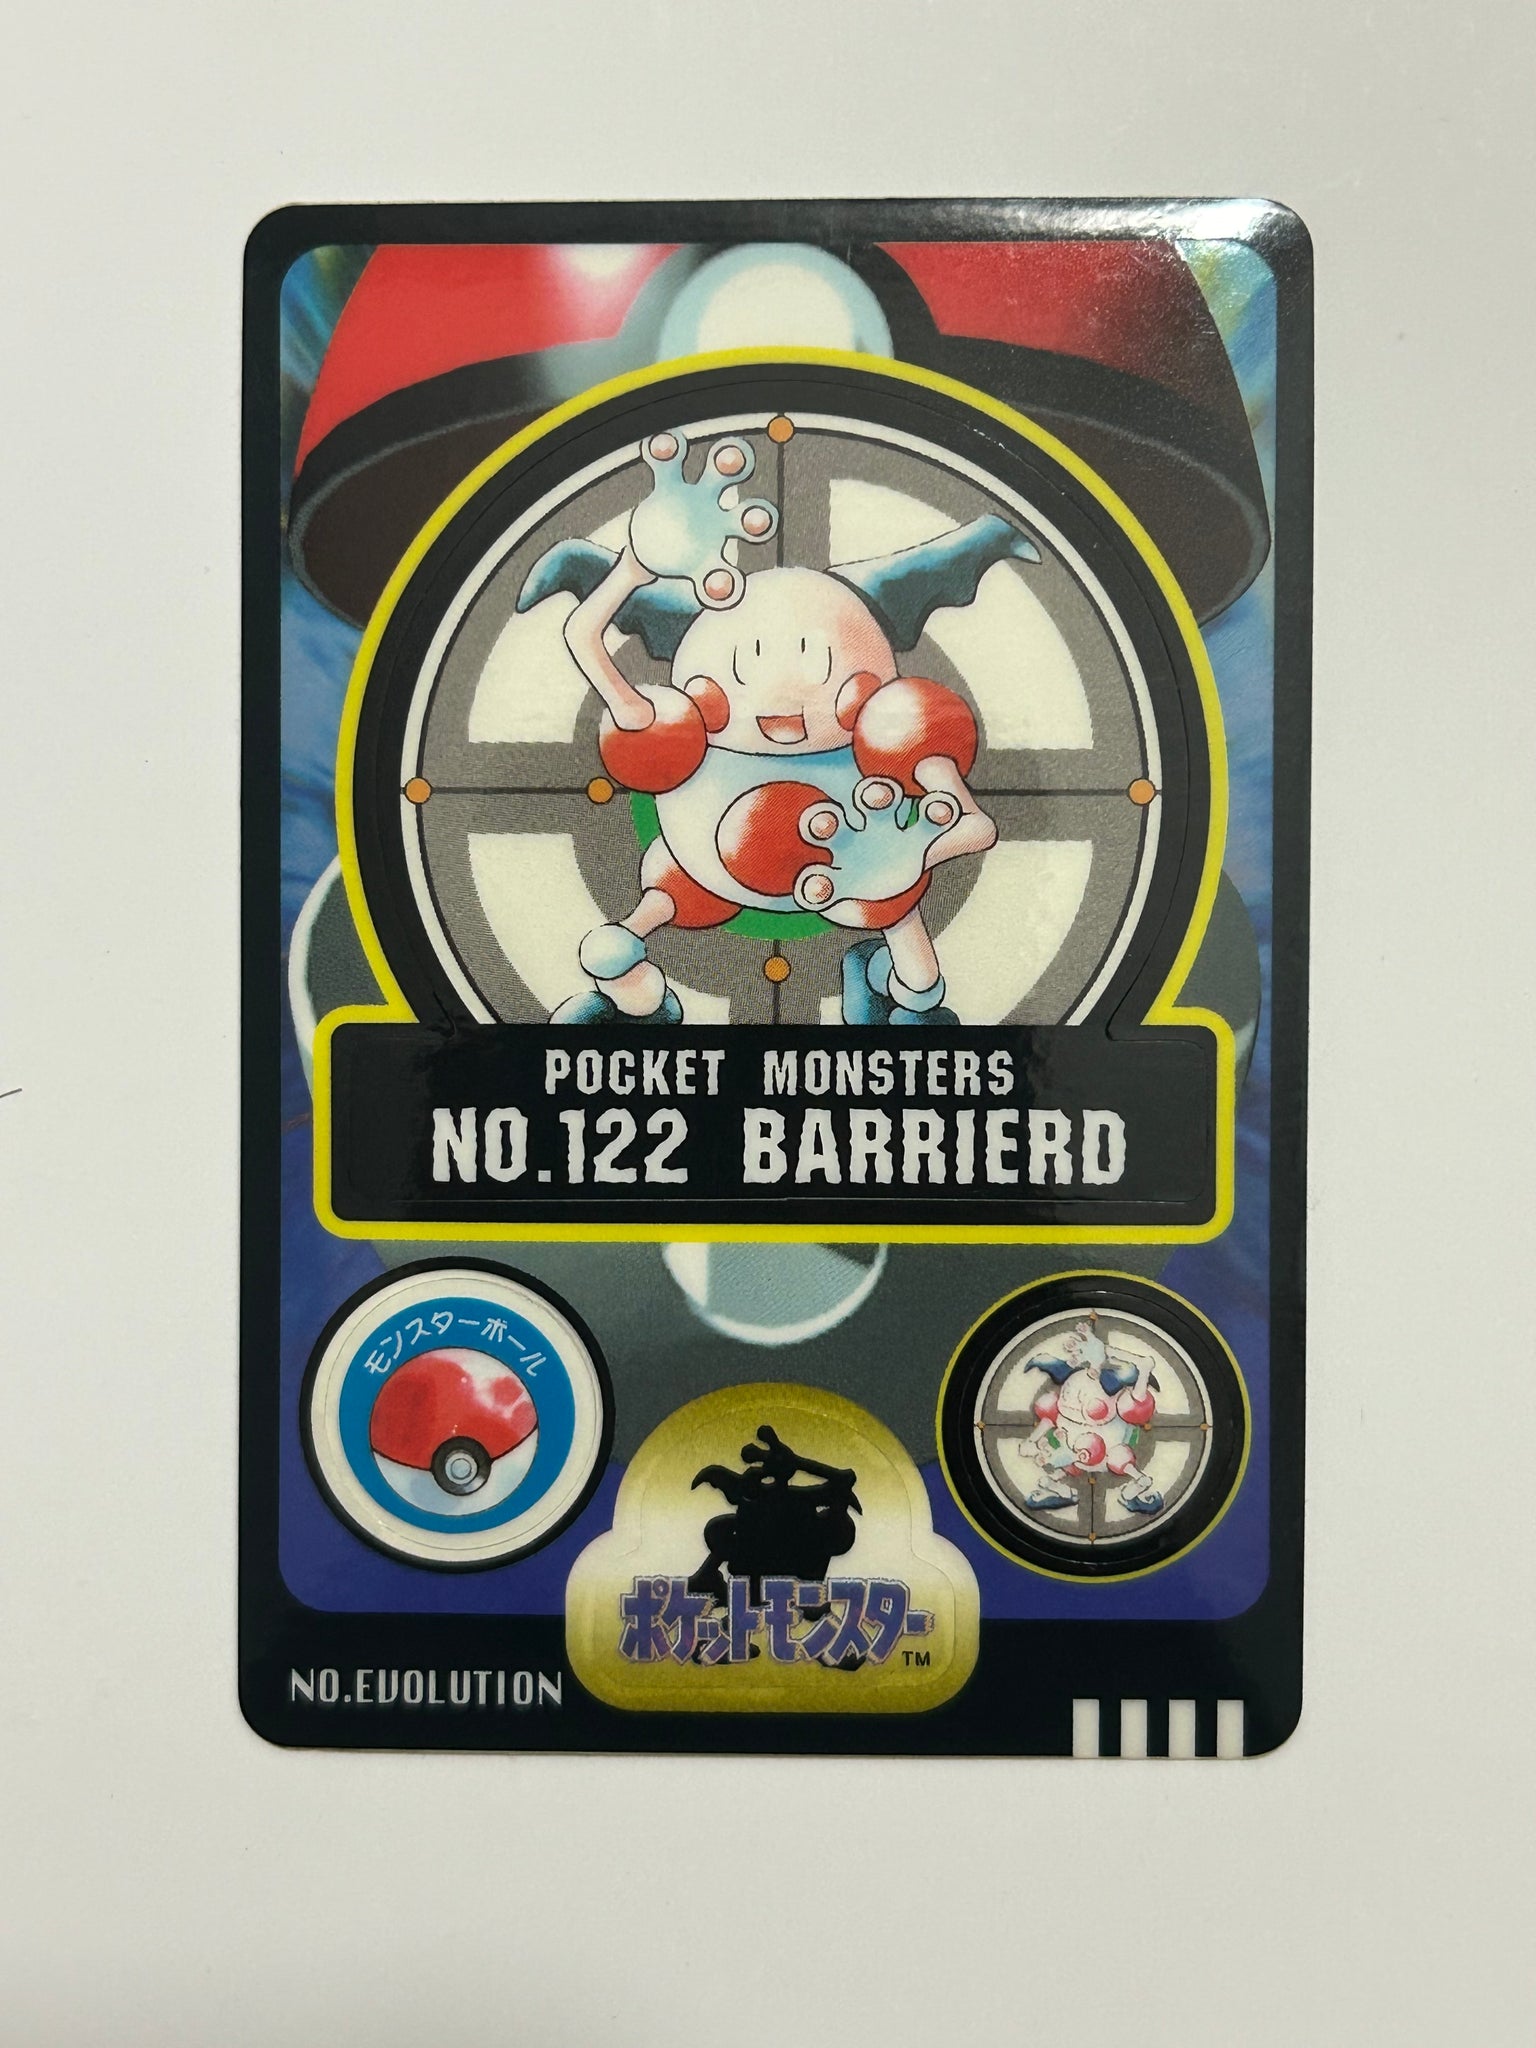 POCKET MONSTERS
NO.122 BARRIERD
モンスターボール
ポケットモンスター TM
NO.EVOLUTION